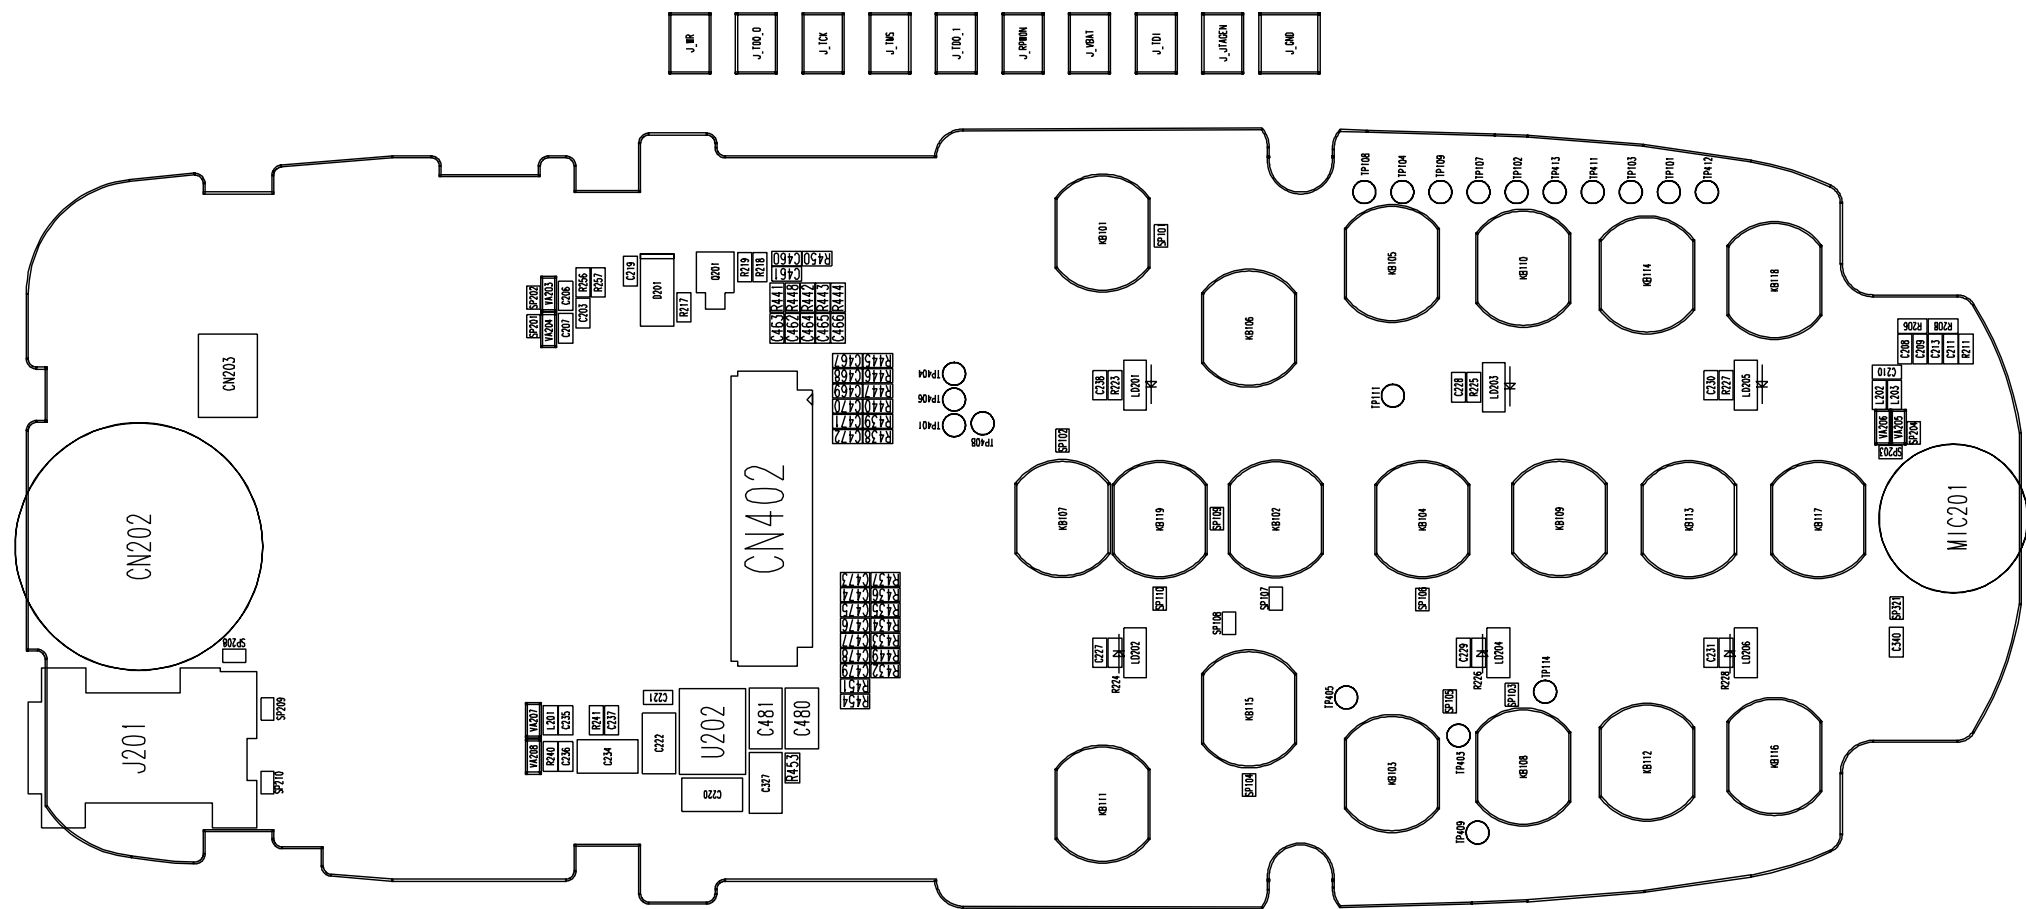 J_WR
J_TDO_0
J_TCK
J_TMS
J_TDO_1
J_RPWON
J_VBAT
J_TDI
J_JTAGEN
J_GND
TP108
TP104
TP109
TP107
TP102
TP413
TP411
TP103
TP101
TP412
KB101
SP101
KB105
KB110
KB114
KB118
KB106
C219
D201
R217
Q201
R219
R218
C460
R450
C461
R441
R448
R442
R443
R444
C463
C462
C464
C465
C466
SP202
VA203
C206
R256
R257
SP201
VA204
C207
C203
CN203
C467
R445
C468
R446
C469
R447
C470
R440
C471
R439
C472
R438
TP404
TP406
TP401
TP408
C238
R223
LD201
TP111
C228
R225
LD203
C230
R227
LD205
R206
R208
C208
C209
C213
C211
R211
C210
L202
L203
VA206
VA205
SP204
SP203
MIC201
SP102
CN202
CN402
KB107
KB119
SP109
KB102
KB104
KB109
KB113
KB117
C473
R437
C474
R436
C475
R435
C476
R434
C477
R433
C478
R449
C479
R432
R451
R454
SP110
SP107
SP108
SP106
SP321
C340
SP208
C227
R224
LD202
C229
R226
LD204
C231
R228
LD206
J201
SP209
SP210
VA207
L201
C235
R241
C237
VA208
R240
C236
C234
C221
C222
U202
C220
C481
C480
C327
R453
TP405
SP105
SP103
TP114
TP403
KB115
SP104
KB111
KB103
KB108
KB112
KB116
TP409